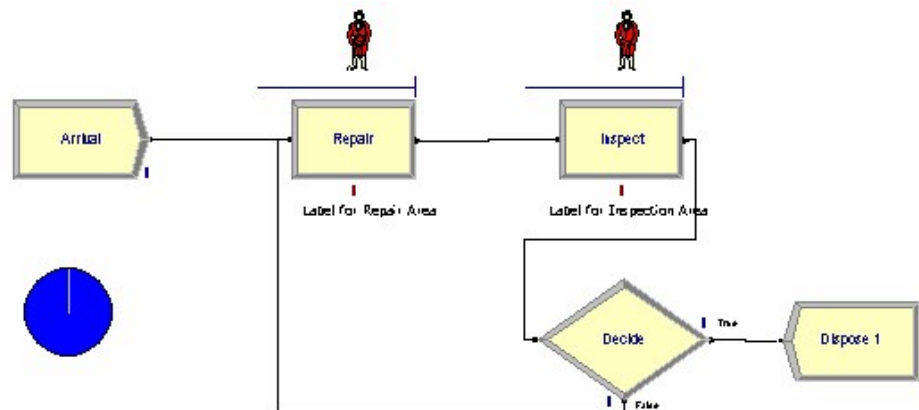 Arrival
Repair
Inspect
Label for Repair Area
Label for Inspection Area
Decide
True
Dispose 1
False